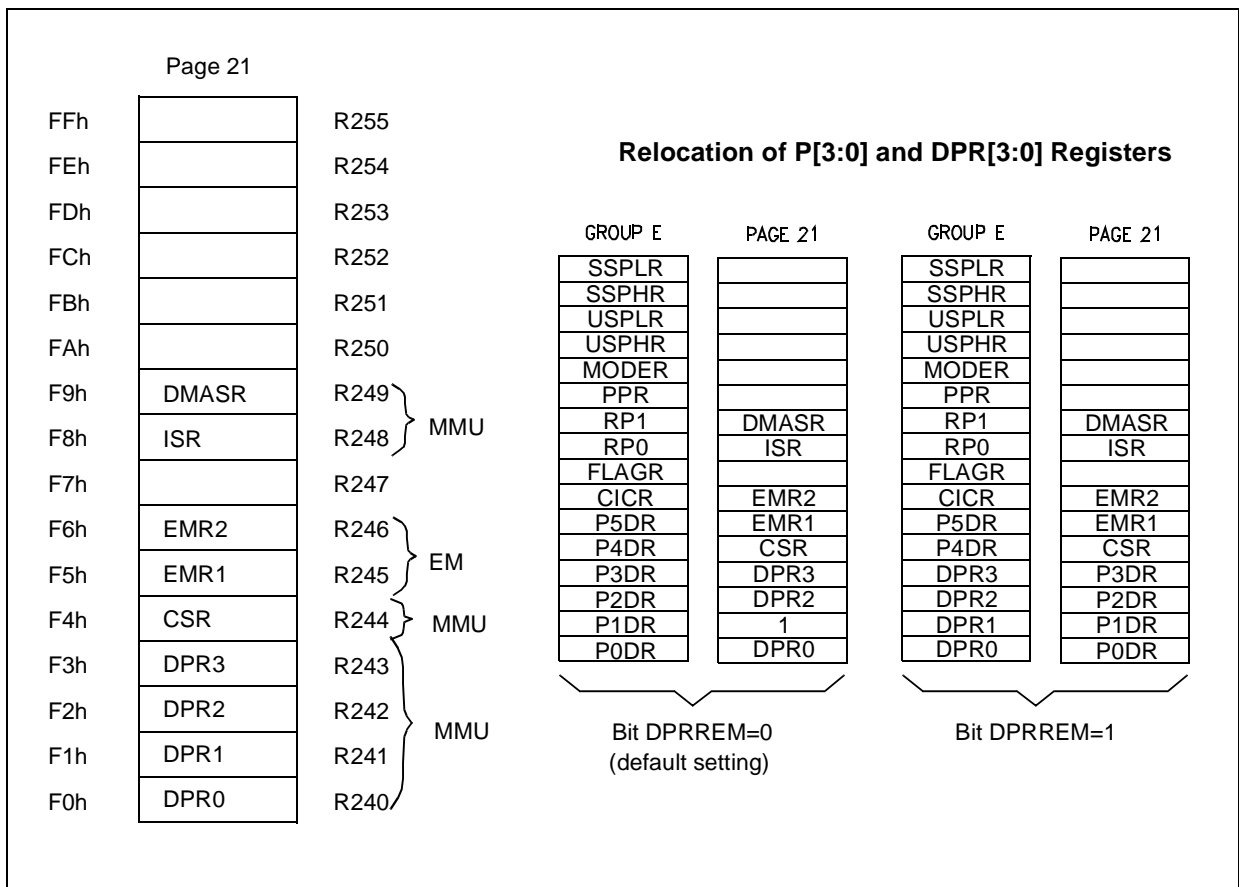 Page 21
FFh R255
FEh R254
FDh R253
FCh R252
FBh R251
FAh R250
F9h DMASR R249
F8h ISR R248
MMU
F7h R247
F6h EMR2 R246
F5h EMR1 R245
EM
F4h CSR R244 MMU
F3h DPR3 R243
F2h DPR2 R242
MMU
F1h DPR1 R241
F0h DPR0 R240
Relocation of P[3:0] and DPR[3:0] Registers
GROUP E PAGE 21 GROUP E PAGE 21
SSPLR SSPLR
SSPHR SSPHR
USPLR USPLR
USPHR USPHR
MODER MODER
PPR PPR
RP1 DMASR RP1 DMASR
RP0 ISR RP0 ISR
FLAGR FLAGR
CICR EMR2 CICR EMR2
P5DR EMR1 P5DR EMR1
P4DR CSR P4DR CSR
P3DR DPR3 DPR3 P3DR
P2DR DPR2 DPR2 P2DR
P1DR 1 DPR1 P1DR
P0DR DPR0 DPR0 P0DR
Bit DPRREM=0 Bit DPRREM=1
(default setting)